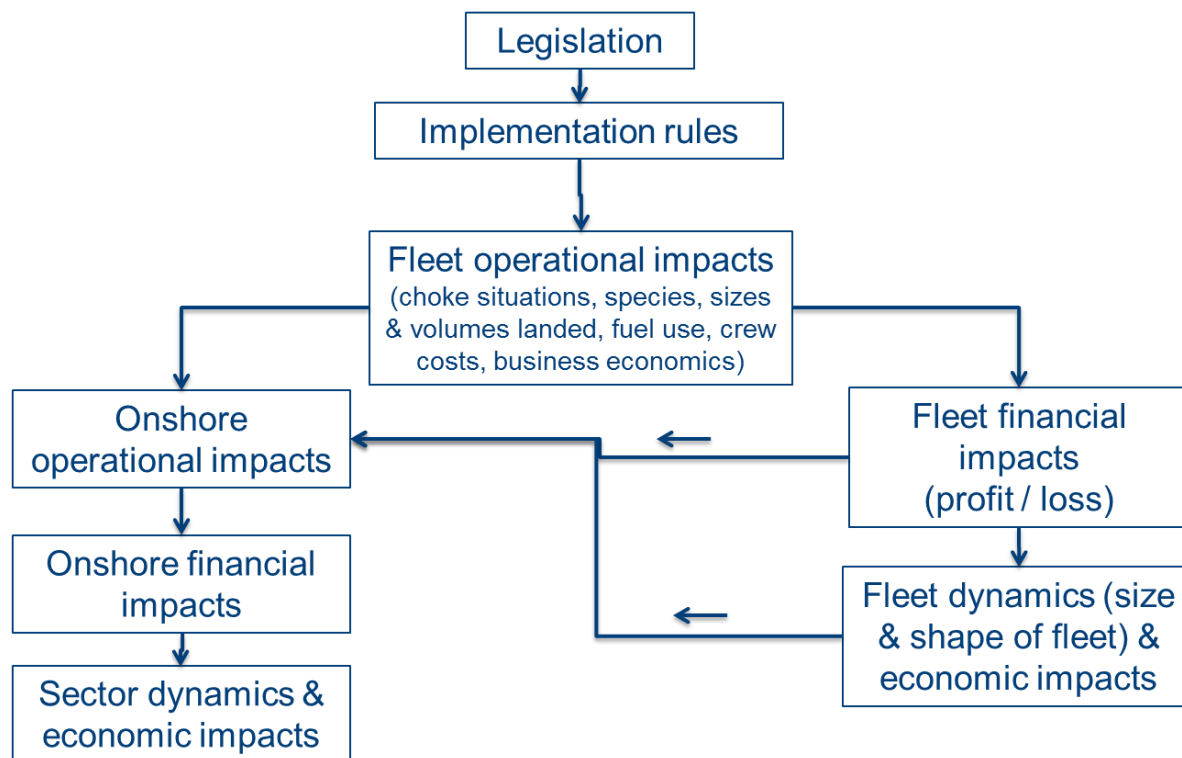 Legislation
Implementation rules
Fleet operational impacts
(choke situations, species, sizes
& volumes landed, fuel use, crew
costs, business economics)
Onshore
operational impacts
Fleet financial
impacts
(profit / loss)
Onshore financial
impacts
Fleet dynamics (size
& shape of fleet) &
economic impacts
Sector dynamics &
economic impacts